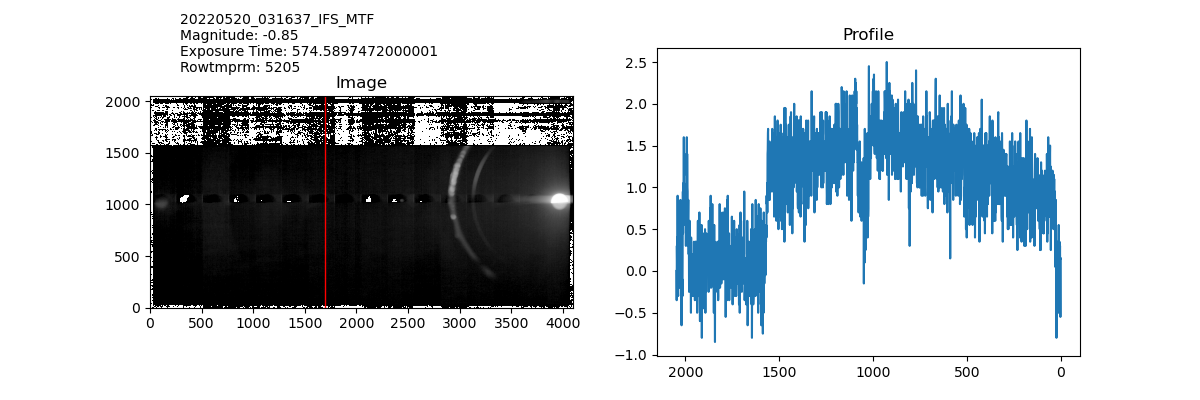 20220520_031637_IFS_MTF
Magnitude: -0.85
Exposure Time: 574.5897472000001
Rowtmprm: 5205
Image
2000
1500
1000
500
0
0 500 1000 1500 2000 2500 3000 3500 4000
Profile
2.5
2.0
1.5
1.0
0.5
0.0
−0.5
−1.0
2000 1500 1000 500 0